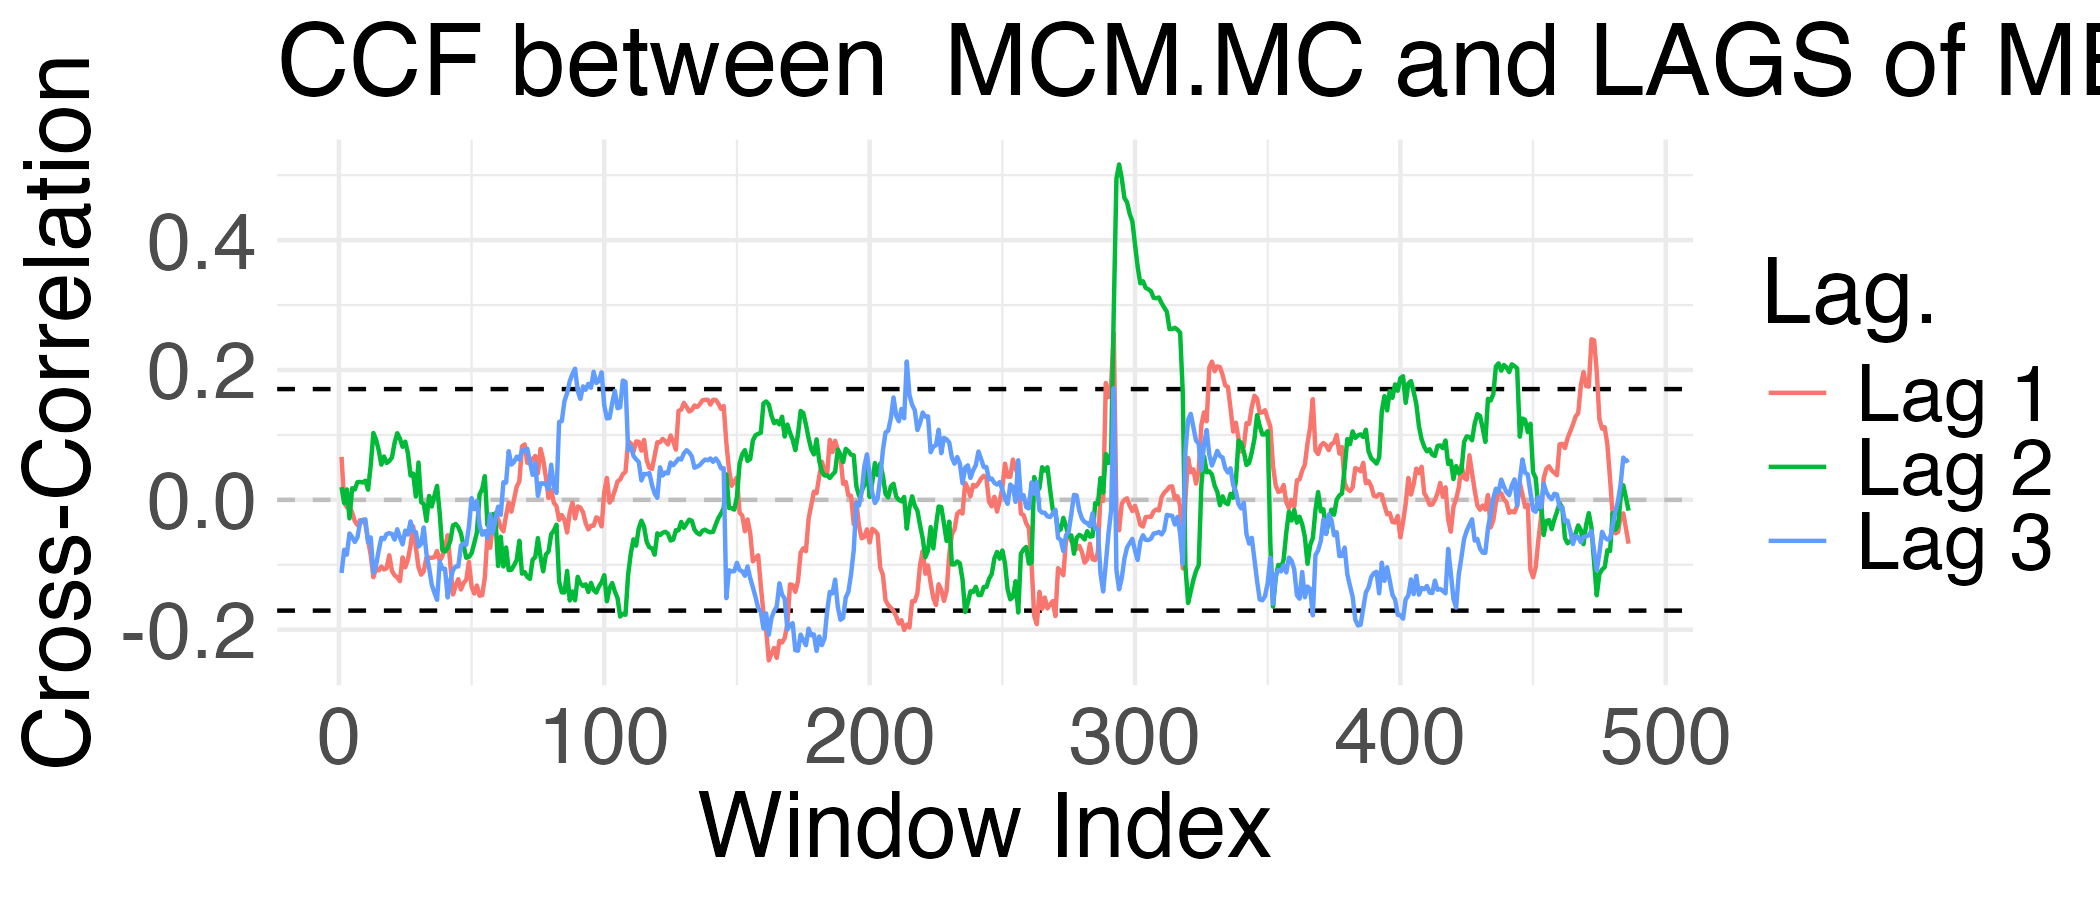 CCF between MCM.MC and LAGS of
Cross-Correlation
0.4
0.2
0.0
-0.2
0 100 200 300 400 500
Window Index
Lag.
Lag 1
Lag 2
Lag 3